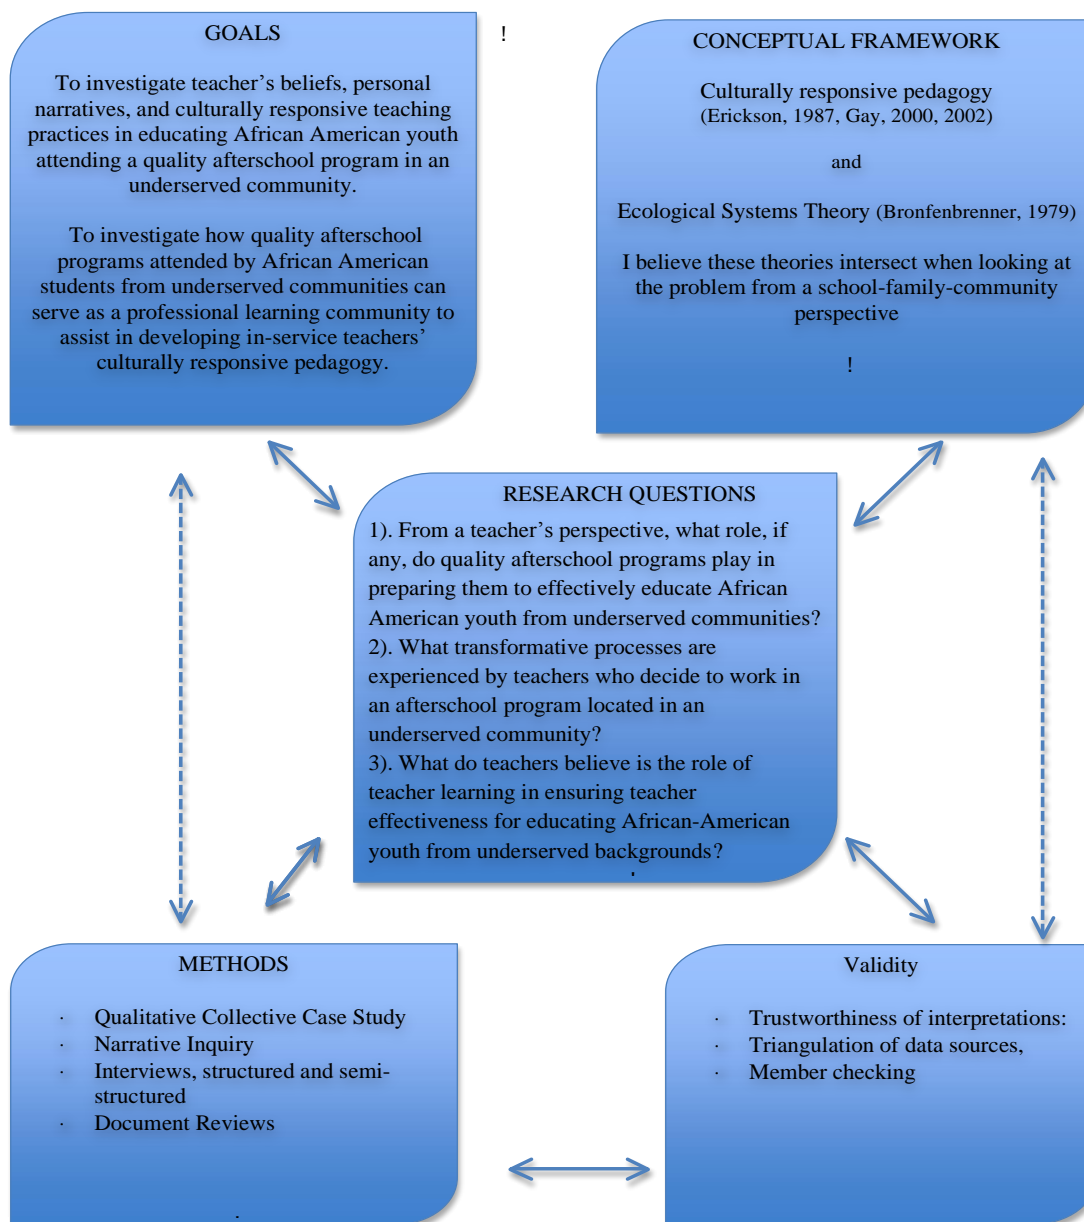 GOALS
To investigate teacher’s beliefs, personal
narratives, and culturally responsive teaching
practices in educating African American youth
attending a quality afterschool program in an
underserved community.
To investigate how quality afterschool
programs attended by African American
students from underserved communities can
serve as a professional learning community to
assist in developing in-service teachers’
culturally responsive pedagogy.
!
CONCEPTUAL FRAMEWORK
Culturally responsive pedagogy
(Erickson, 1987, Gay, 2000, 2002)
and
Ecological Systems Theory (Bronfenbrenner, 1979)
I believe these theories intersect when looking at
the problem from a school-family-community
perspective
!
RESEARCH QUESTIONS
1). From a teacher’s perspective, what role, if
any, do quality afterschool programs play in
preparing them to effectively educate African
American youth from underserved communities?
2). What transformative processes are
experienced by teachers who decide to work in
an afterschool program located in an
underserved community?
3). What do teachers believe is the role of
teacher learning in ensuring teacher
effectiveness for educating African-American
youth from underserved backgrounds?
METHODS
· Qualitative Collective Case Study
· Narrative Inquiry
· Interviews, structured and semi-
structured
· Document Reviews
Validity
· Trustworthiness of interpretations:
· Triangulation of data sources,
· Member checking